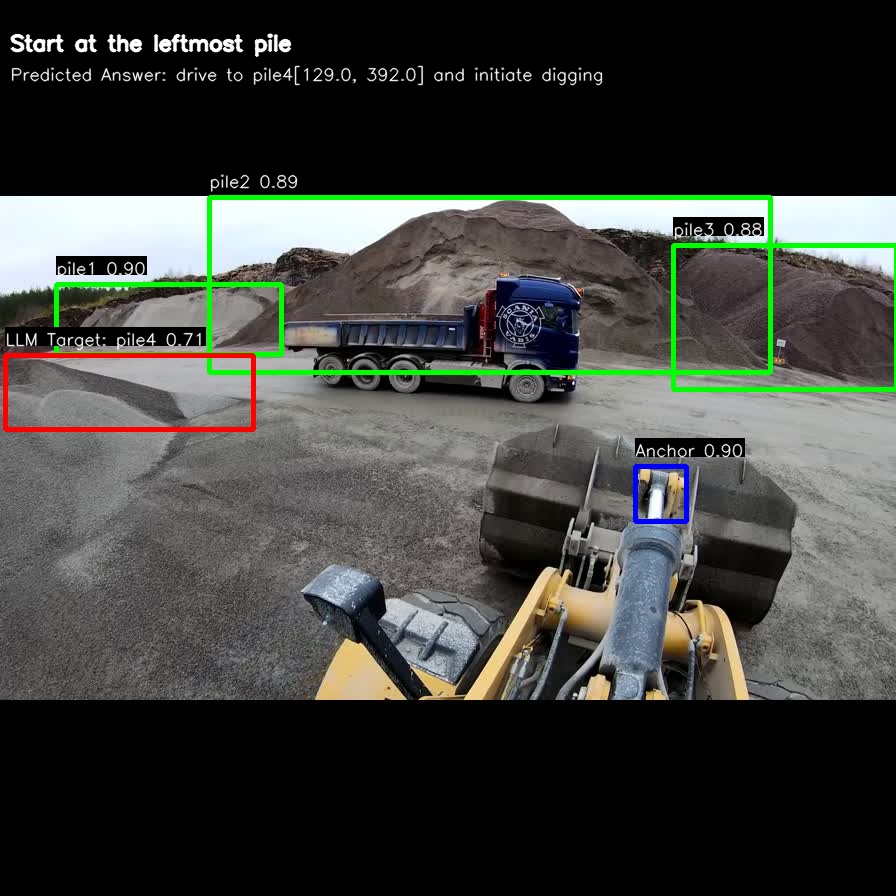 Start at the leftmost pile
Predicted Answer: drive to pile4[129.0, 392.0] and initiate digging
pile2 0.89
pile3 0.88
pile1 0.90
LLM Target: pile4 0.71
SCANIA
VABIS
Anchor 0.90